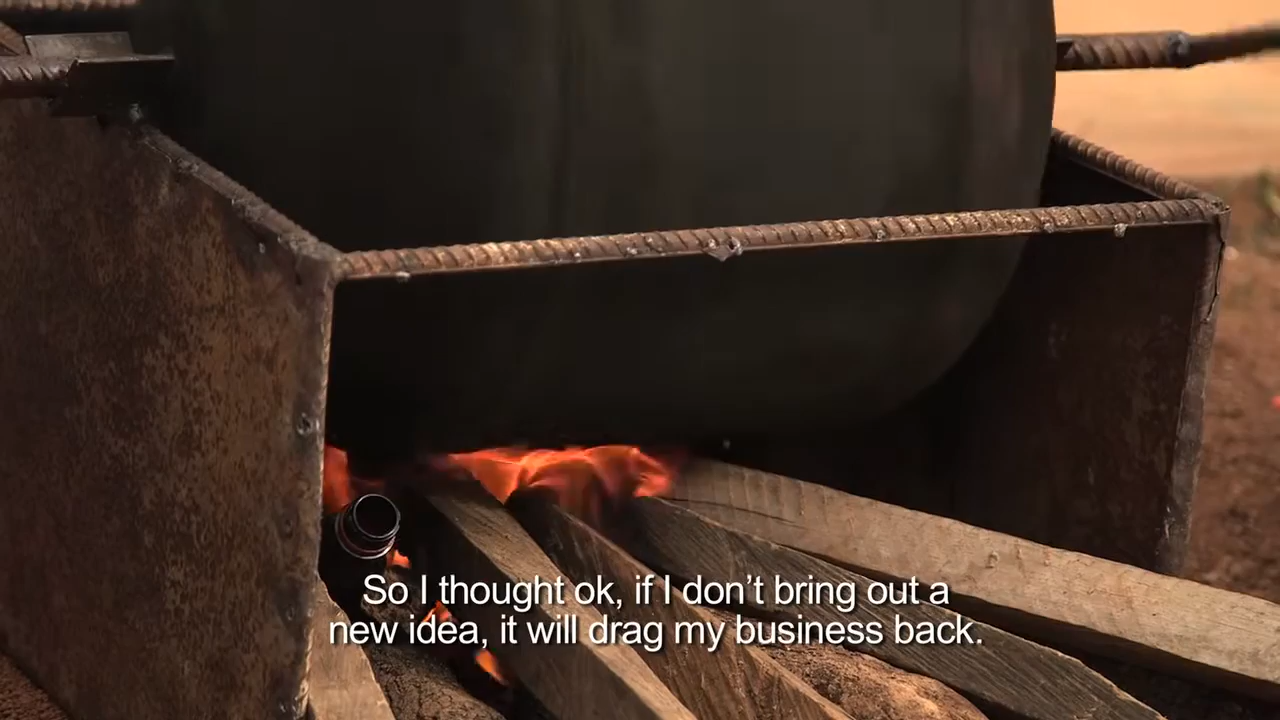 So I thought ok, if I don’t bring out a
new idea, it will drag my business back.